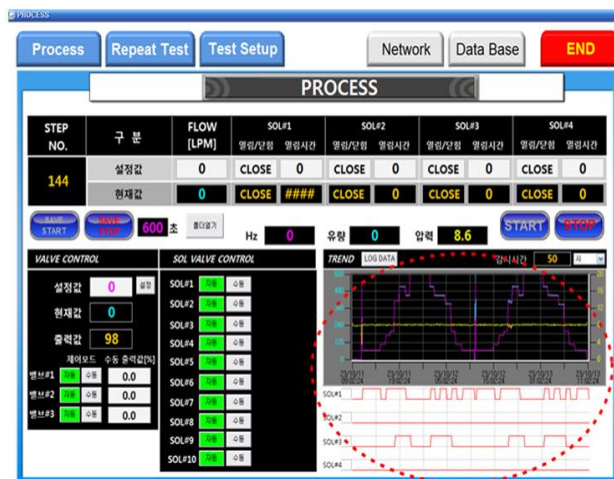 PROCESS
Process Repeat Test Test Setup Network Data Base END
PROCESS
STEP NO. 구 분 FLOW [LPM] SOL#1 SOL#2 SOL#3 SOL#4
열림/닫힘 열림시간 열림/닫힘 열림시간 열림/닫힘 열림시간 열림/닫힘 열림시간
144
설정값 0 CLOSE 0 CLOSE 0 CLOSE 0 CLOSE 0
현재값 0 CLOSE #### CLOSE 0 CLOSE 0 CLOSE 0
SAVE START SAVE STOP 600 초 폴더열기 Hz 0 유량 0 압력 8.6 START STOP
VALVE CONTROL
설정값 0 설정
현재값 0
출력값 98
제어모드 수동 출력값[%]
밸브#1 자동 수동 0.0
밸브#2 자동 수동 0.0
밸브#3 자동 수동 0.0
SOL VALVE CONTROL
SOL#1 자동 수동
SOL#2 자동 수동
SOL#3 자동 수동
SOL#4 자동 수동
SOL#5 자동 수동
SOL#6 자동 수동
SOL#7 자동 수동
SOL#8 자동 수동
SOL#9 자동 수동
SOL#10 자동 수동
TREND LOG DATA 감시시간 50
SOL#1
SOL#2
SOL#3
SOL#4